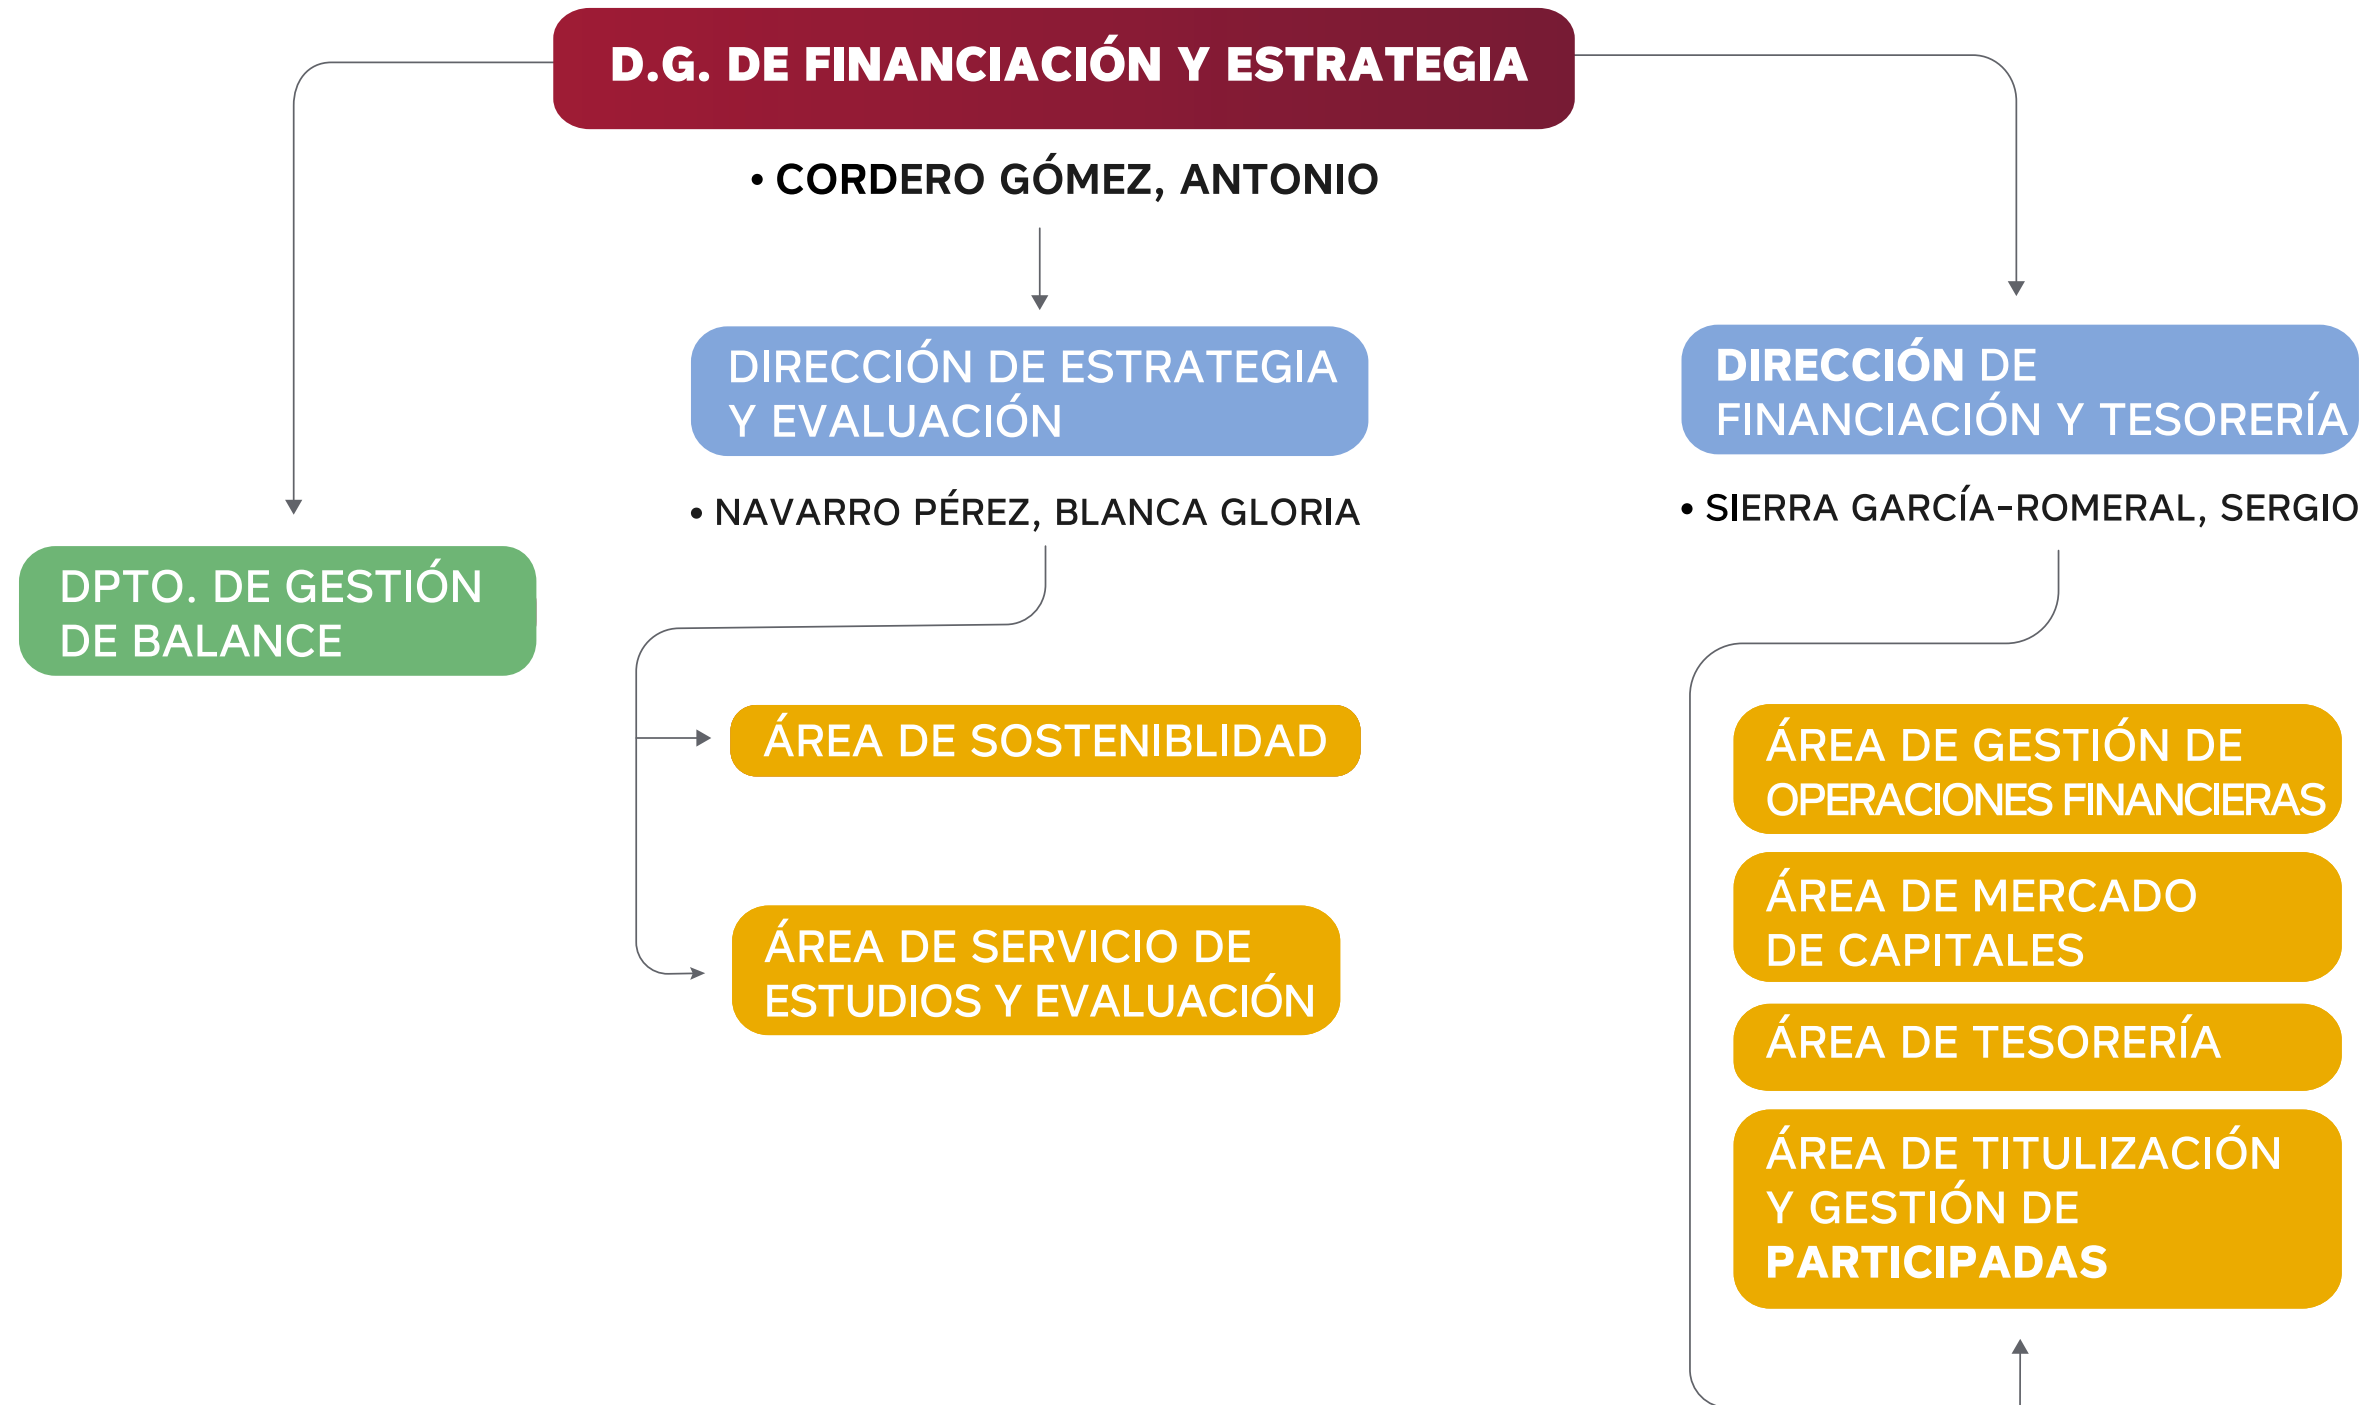 D.G. DE FINANCIACIÓN Y ESTRATEGIA
• CORDERO GÓMEZ, ANTONIO
DIRECCIÓN DE ESTRATEGIA
Y EVALUACIÓN
• NAVARRO PÉREZ, BLANCA GLORIA
DIRECCIÓN DE
FINANCIACIÓN Y TESORERÍA
• SIERRA GARCÍA-ROMERAL, SERGIO
DPTO. DE GESTIÓN
DE BALANCE
ÁREA DE SOSTENIBLIDAD
ÁREA DE SERVICIO DE
ESTUDIOS Y EVALUACIÓN
ÁREA DE GESTIÓN DE
OPERACIONES FINANCIERAS
ÁREA DE MERCADO
DE CAPITALES
ÁREA DE TESORERÍA
ÁREA DE TITULIZACIÓN
Y GESTIÓN DE
PARTICIPADAS